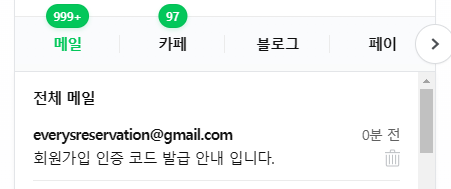 999+
97
메일
카페
블로그
페이
전체 메일
everysreservation@gmail.com
0분 전
회원가입 인증 코드 발급 안내 입니다.